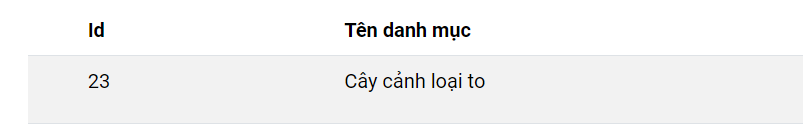 Id Tên danh mục
23 Cây cảnh loại to